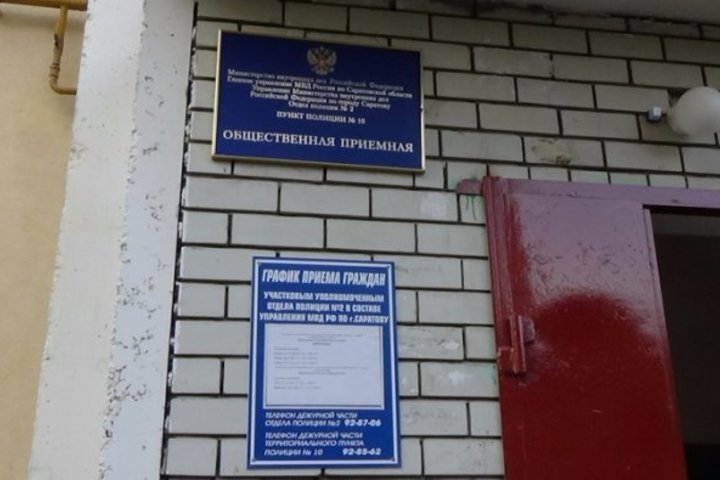 Министерство внутренних дел Российской Федерации
Главное управление МВД России по Саратовской области
Управление Министерства внутренних дел
Российской Федерации по городу Саратову
Отдел полиции № 2
ПУНКТ ПОЛИЦИИ № 10
ОБЩЕСТВЕННАЯ ПРИЕМНАЯ
ГРАФИК ПРИЕМА ГРАЖДАН
УЧАСТКОВЫМ УПОЛНОМОЧЕННЫМ
ОТДЕЛА ПОЛИЦИИ №2 В СОСТАВЕ
УПРАВЛЕНИЯ МВД РФ ПО г.САРАТОВУ
ТЕЛЕФОН ДЕЖУРНОЙ ЧАСТИ
ОТДЕЛА ПОЛИЦИИ №2 92-87-06
ТЕЛЕФОН ДЕЖУРНОЙ ЧАСТИ
ТЕРРИТОРИАЛЬНОГО ПУНКТА
ПОЛИЦИИ № 10 92-85-62